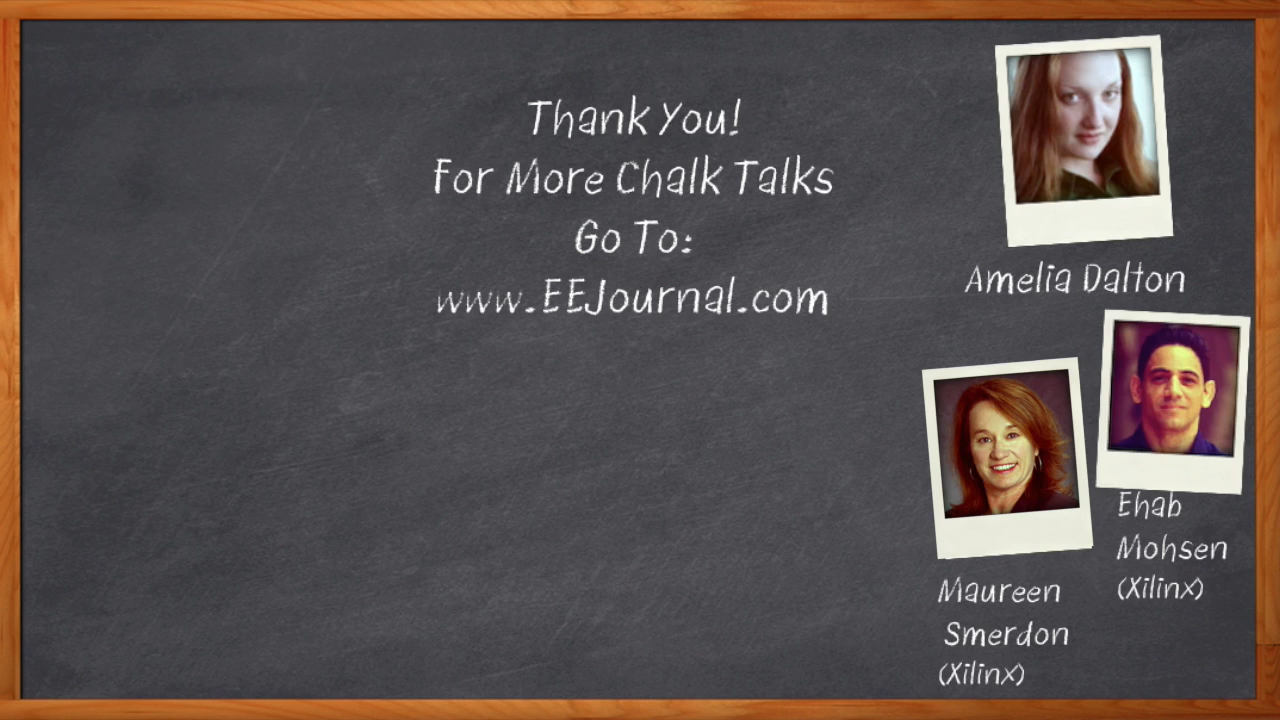 Thank You!
For More Chalk Talks
Go To:
www.EEJournal.com
Amelia Dalton
Ehab
Mohsen
(Xilinx)
Maureen
Smerdon
(Xilinx)